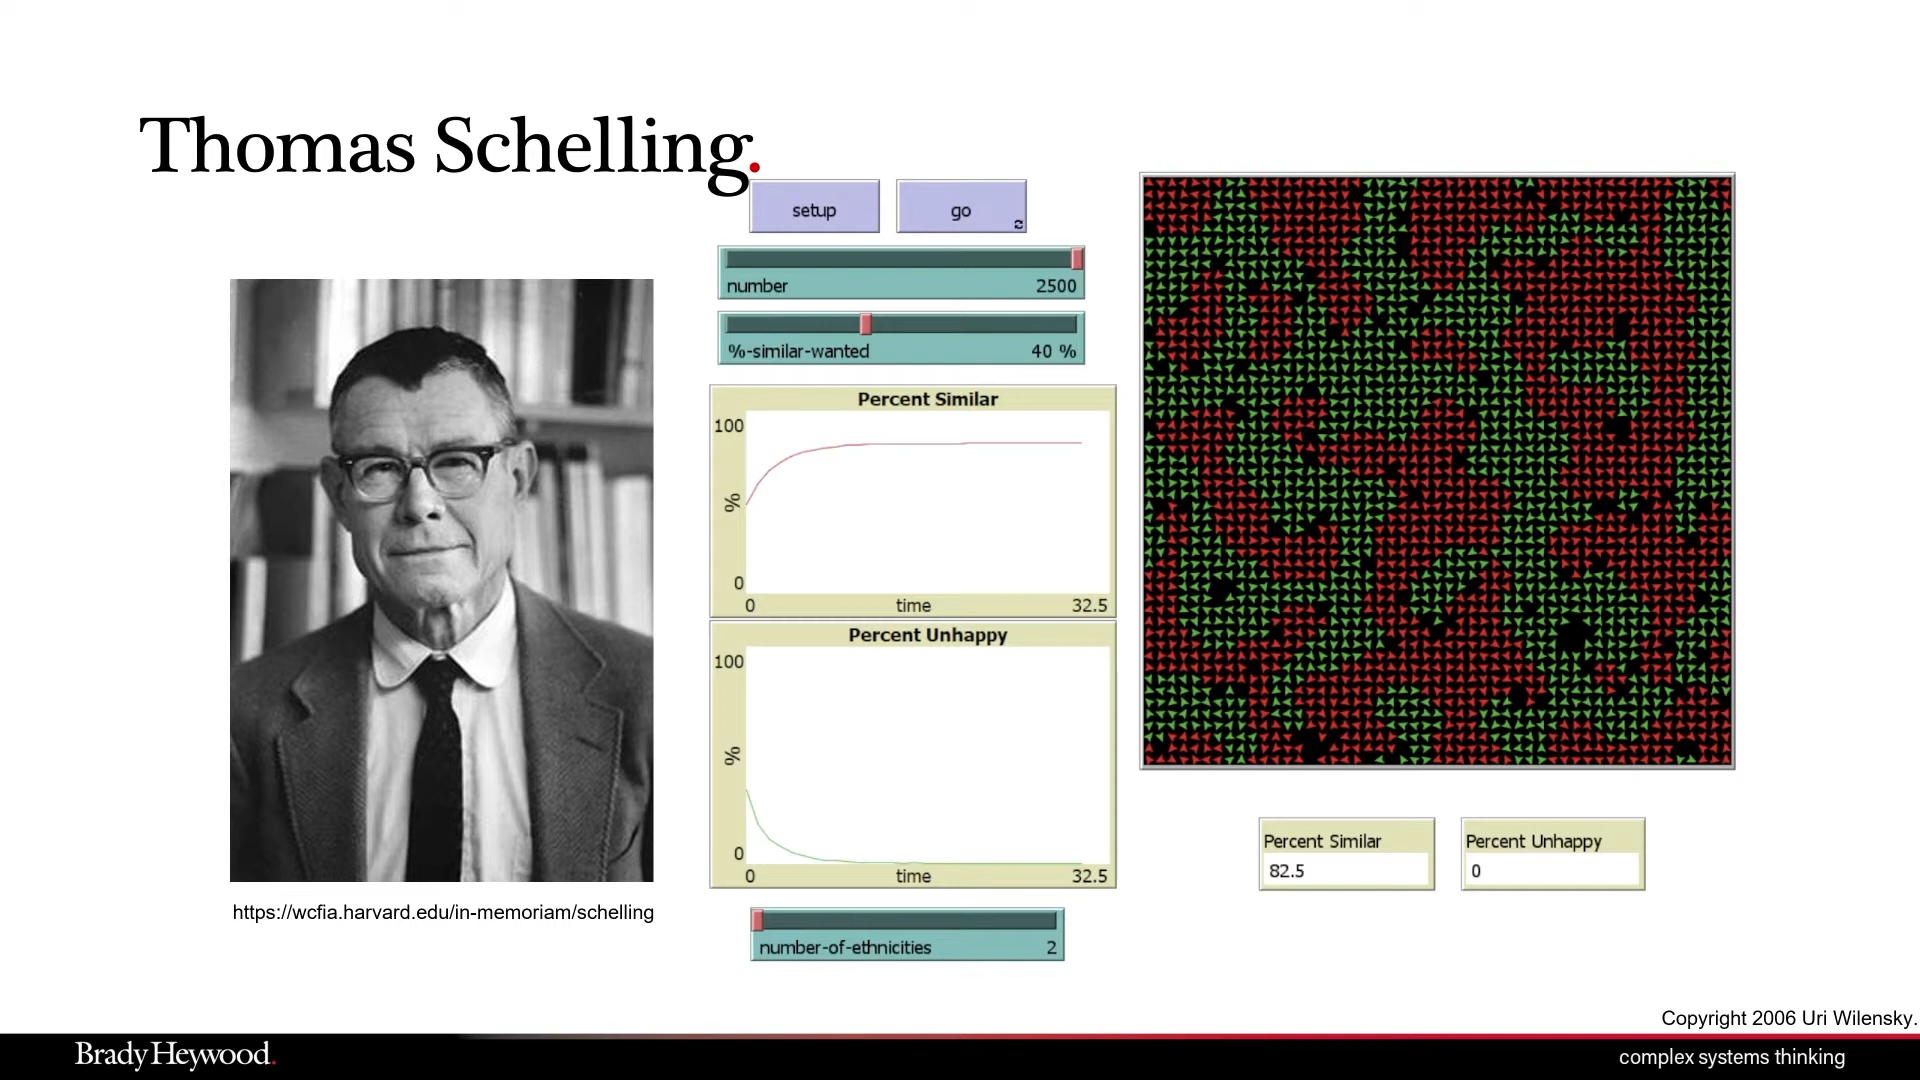 Thomas Schelling.
setup
go
number 2500
%-similar-wanted 40 %
Percent Similar
100
%
0
0 time 32.5
Percent Unhappy
100
%
0
0 time 32.5
number-of-ethnicities 2
Percent Similar
82.5
Percent Unhappy
0
https://wcfia.harvard.edu/in-memoriam/schelling
Copyright 2006 Uri Wilensky.
Brady Heywood.
complex systems thinking